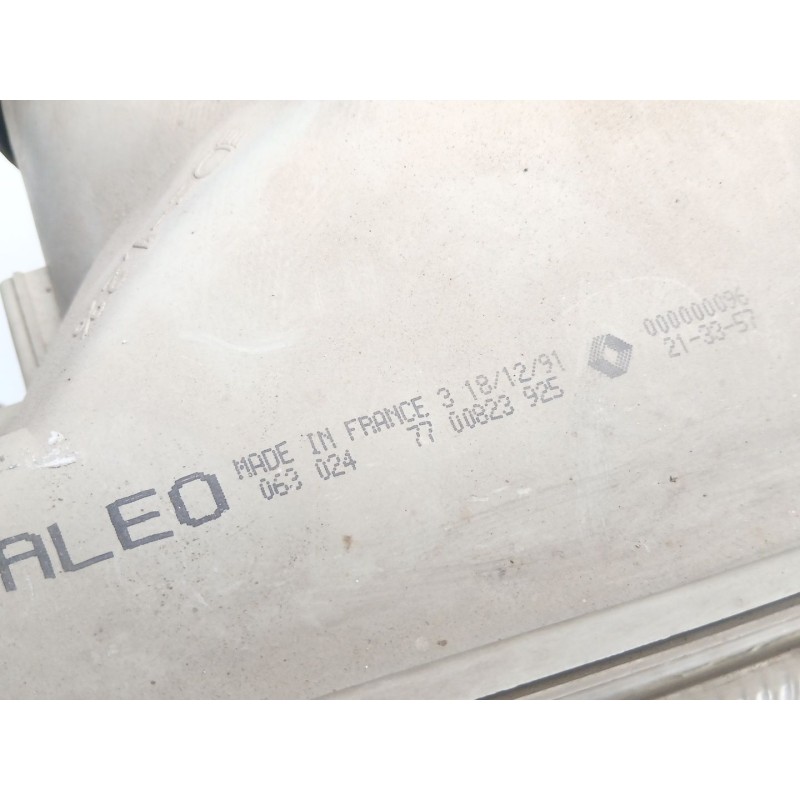 ALEO
MADE IN FRANCE 3 18/12/91
063 024 77 00823 925
000000096
21-33-57